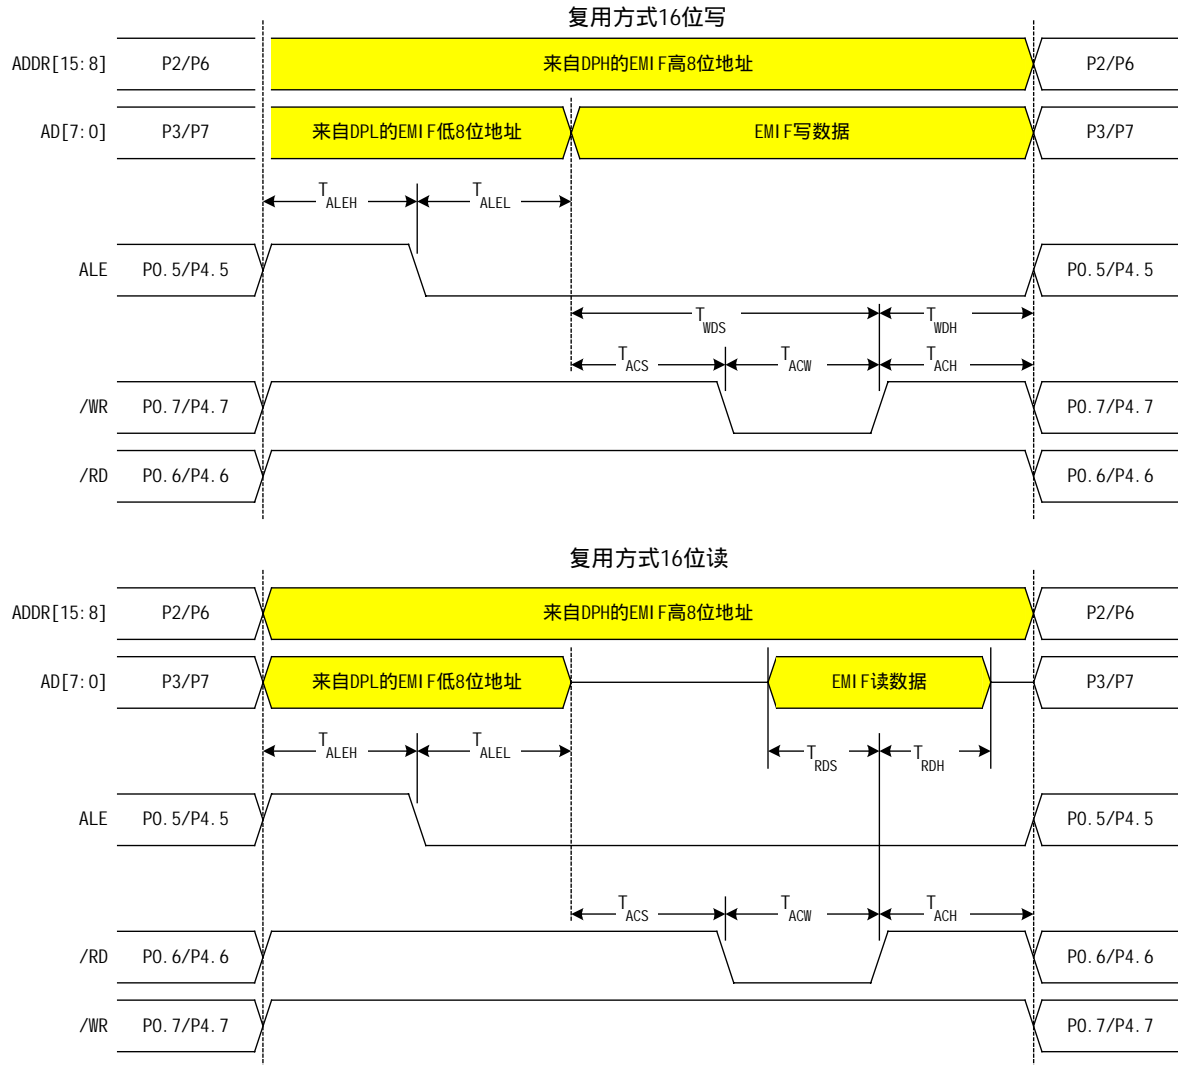 复用方式16位写
ADDR[15:8] P2/P6 来自DPH的EMIF高8位地址 P2/P6
AD[7:0] P3/P7 来自DPL的EMIF低8位地址 EMIF写数据 P3/P7
TALEH TALEL
ALE P0.5/P4.5 P0.5/P4.5
TWDS TWDH
TACS TACW TACH
/WR P0.7/P4.7 P0.7/P4.7
/RD P0.6/P4.6 P0.6/P4.6
复用方式16位读
ADDR[15:8] P2/P6 来自DPH的EMIF高8位地址 P2/P6
AD[7:0] P3/P7 来自DPL的EMIF低8位地址 EMIF读数据 P3/P7
TALEH TALEL TRDS TRDH
ALE P0.5/P4.5 P0.5/P4.5
TACS TACW TACH
/RD P0.6/P4.6 P0.6/P4.6
/WR P0.7/P4.7 P0.7/P4.7